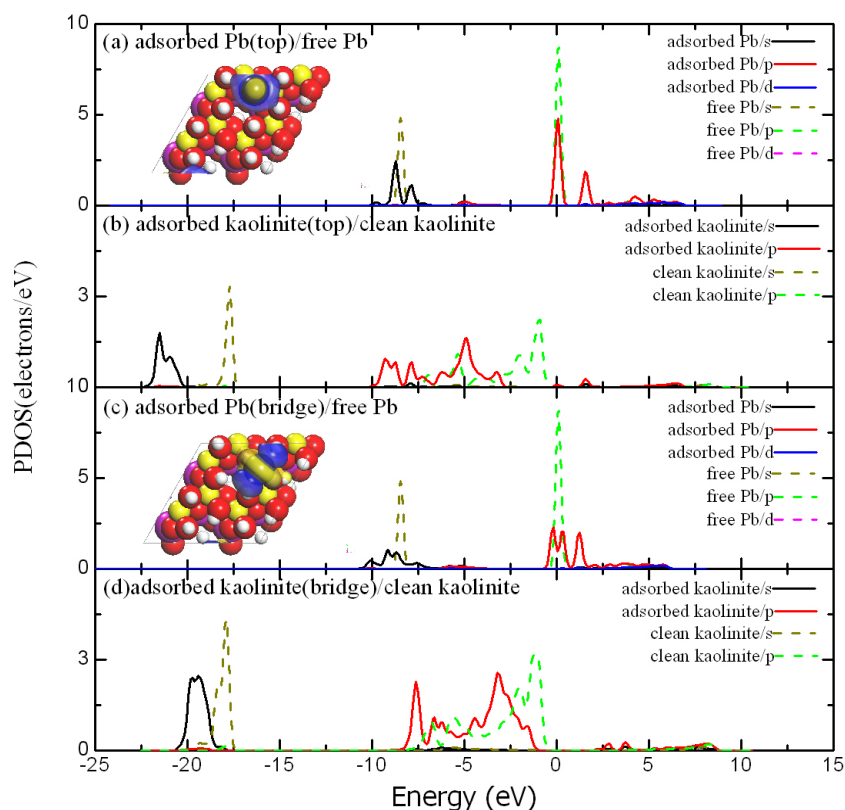 10
(a) adsorbed Pb(top)/free Pb
adsorbed Pb/s
adsorbed Pb/p
adsorbed Pb/d
free Pb/s
free Pb/p
free Pb/d
5
0
(b) adsorbed kaolinite(top)/clean kaolinite
adsorbed kaolinite/s
adsorbed kaolinite/p
clean kaolinite/s
clean kaolinite/p
3
10
(c) adsorbed Pb(bridge)/free Pb
adsorbed Pb/s
adsorbed Pb/p
adsorbed Pb/d
free Pb/s
free Pb/p
free Pb/d
5
0
(d)adsorbed kaolinite(bridge)/clean kaolinite
adsorbed kaolinite/s
adsorbed kaolinite/p
clean kaolinite/s
clean kaolinite/p
3
0
PDOS(electrons/eV)
-25 -20 -15 -10 -5 0 5 10 15
Energy (eV)